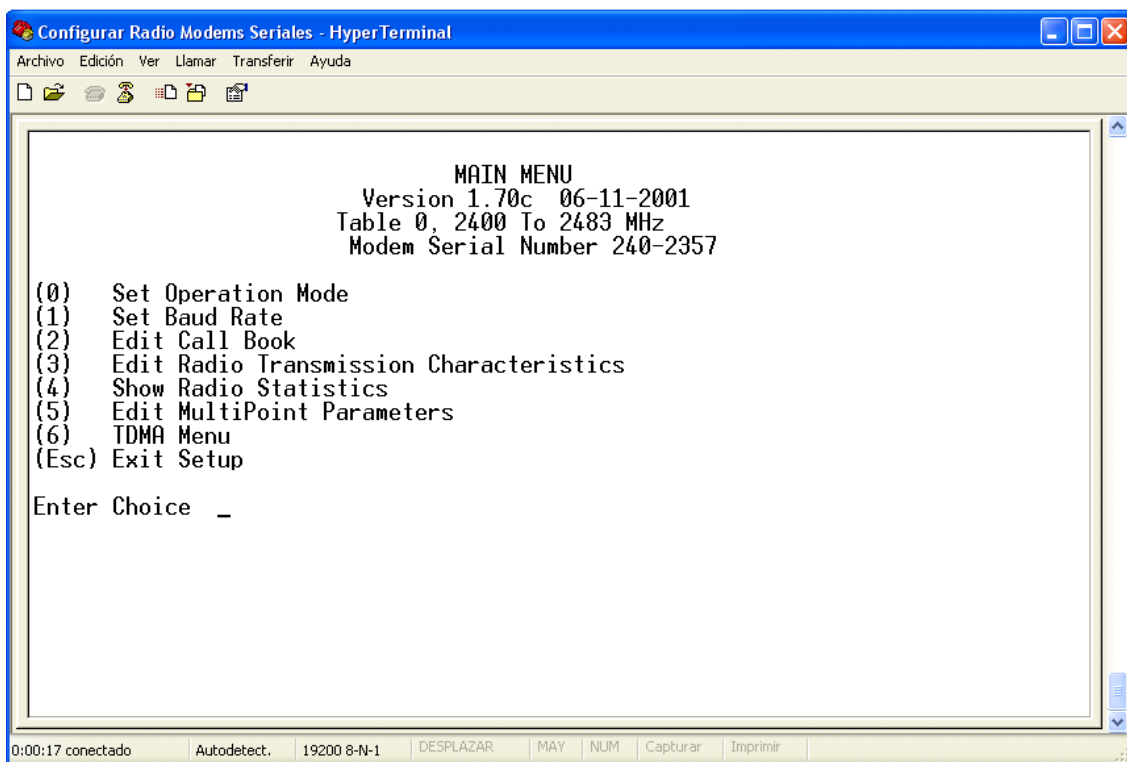 Configurar Radio Modems Seriales - HyperTerminal
Archivo Edición Ver Llamar Transferir Ayuda
MAIN MENU
Version 1.70c 06-11-2001
Table 0, 2400 To 2483 MHz
Modem Serial Number 240-2357
(0) Set Operation Mode
(1) Set Baud Rate
(2) Edit Call Book
(3) Edit Radio Transmission Characteristics
(4) Show Radio Statistics
(5) Edit MultiPoint Parameters
(6) TDMA Menu
(Esc) Exit Setup
Enter Choice _
0:00:17 conectado Autodetect. 19200 8-N-1 DESPLAZAR MAY NUM Capturar Imprimir